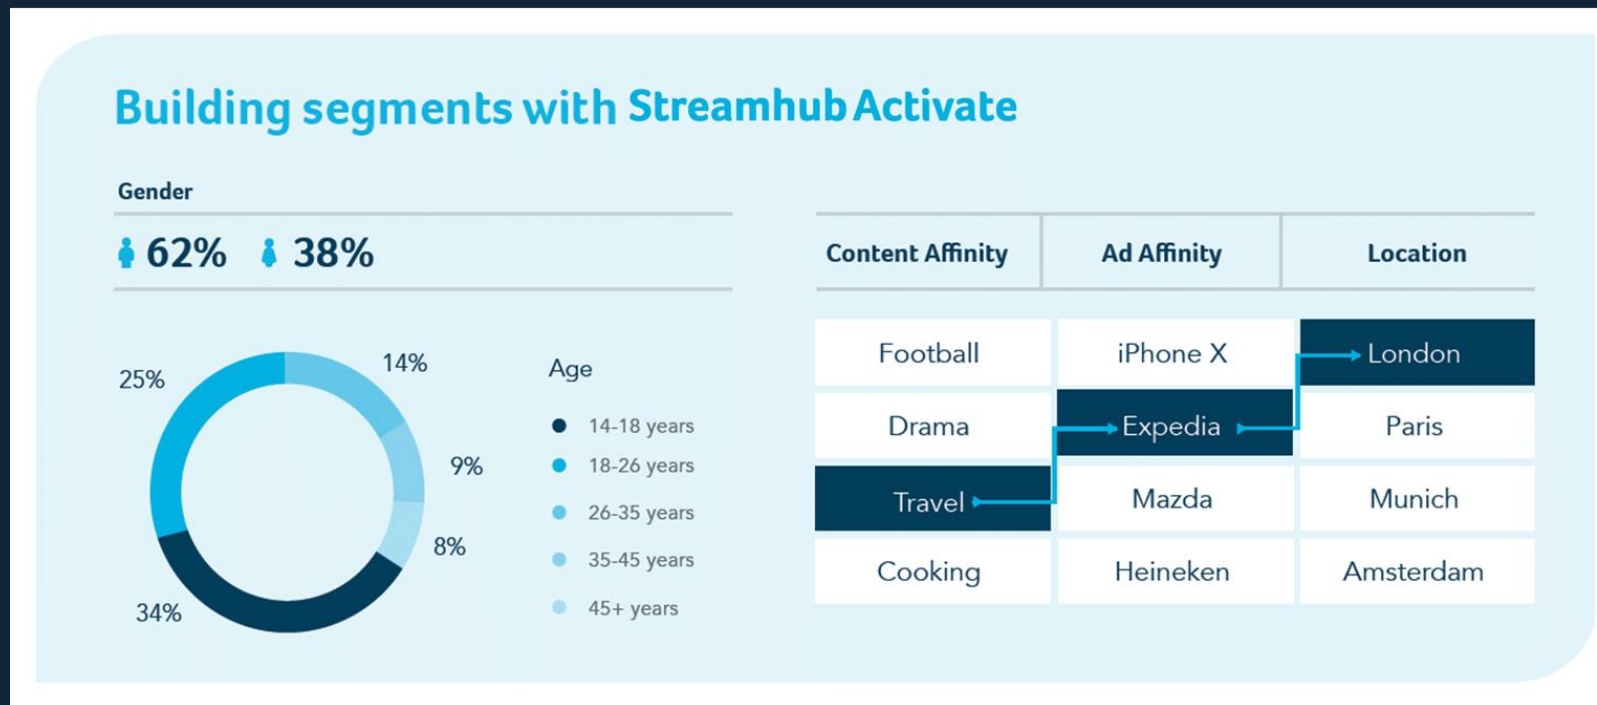 Building segments with Streamhub Activate
Gender
62% 38%
25%
14%
9%
8%
34%
Age
14-18 years
18-26 years
26-35 years
35-45 years
45+ years
Content Affinity Ad Affinity Location
Football iPhone X London
Drama Expedia Paris
Travel Mazda Munich
Cooking Heineken Amsterdam